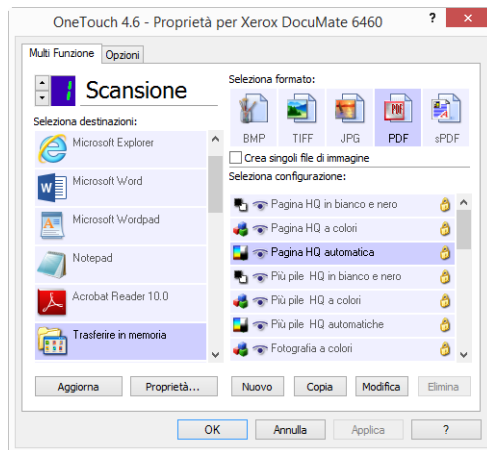 OneTouch 4.6 - Proprietà per Xerox DocuMate 6460 ? ×
Multi Funzione Opzioni
1 Scansione
Seleziona destinazioni:
Microsoft Explorer
Microsoft Word
Microsoft Wordpad
Notepad
Acrobat Reader 10.0
Trasferire in memoria
Seleziona formato:
BMP TIFF JPG PDF sPDF
Crea singoli file di immagine
Seleziona configurazione:
Pagina HQ in bianco e nero
Pagina HQ a colori
Pagina HQ automatica
Più pile HQ in bianco e nero
Più pile HQ a colori
Più pile HQ automatiche
Fotografia a colori
Aggiorna Proprietà... Nuovo Copia Modifica Elimina
OK Annulla Applica ?